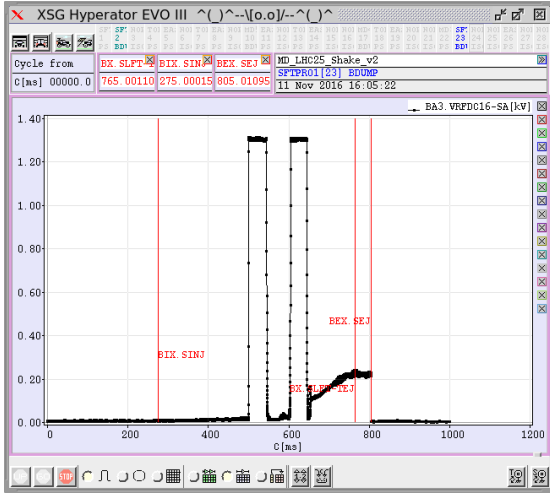 XSG Hyperator EVO III ^(_)^--\[o.o]/--^(_)^
Cycle from
C[ms] 00000.0
BX.SLFT-T
765.00110
BIX.SINJ
275.00015
BEX.SEJ
805.01095
MD_LHC25_Shake_v2
SFTPRO1[23] BDUMP
11 Nov 2016 16:05:22
BA3.VRFDC16-SA[kV]
1.40
1.20
1.00
0.80
0.60
0.40
0.20
0.00
BEX.SEJ
BIX.SINJ
0
200
400
600
800
1000
1200
C[ms]
STOP